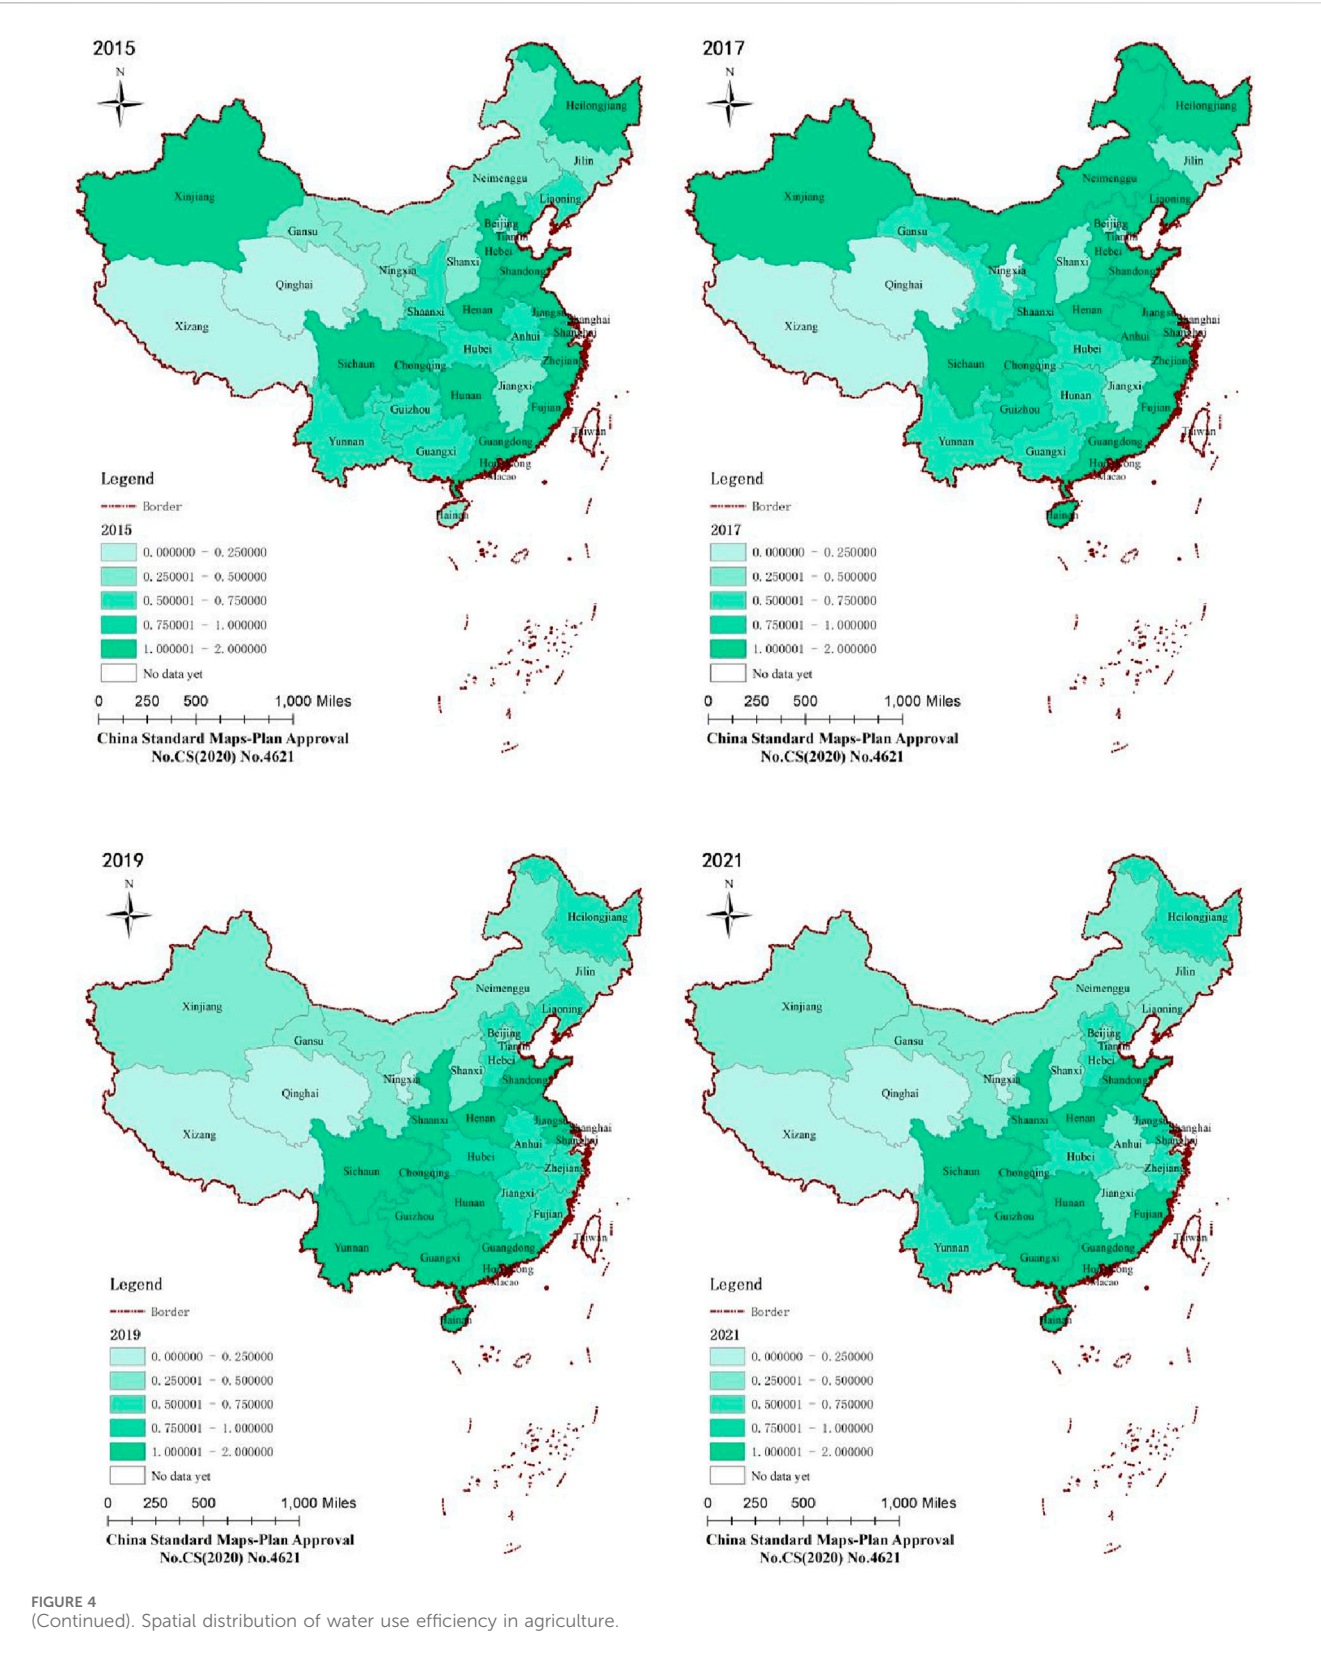 2015
N
Heilongjiang
Jilin
Neimenggu
Liaoning
Xinjiang
Beijing
Tianjin
Gansu
Hebei
Shanxi
Ningxia
Shandong
Qinghai
Shaanxi
Henan
Jiangsu
Shanghai
Xizang
Anhui
Shanghai
Hubei
Sichaun
Chongqing
Zhejiang
Jiangxi
Hunan
Guizhou
Fujian
Taiwan
Yunnan
Guangxi
Guangdong
Hongkong
Macao
Hainan
Legend
Border
2015
0.000000 - 0.250000
0.250001 - 0.500000
0.500001 - 0.750000
0.750001 - 1.000000
1.000001 - 2.000000
No data yet
0 250 500 1,000 Miles
China Standard Maps-Plan Approval
No.CS(2020) No.4621
2017
N
Heilongjiang
Jilin
Neimenggu
Liaoning
Xinjiang
Beijing
Tianjin
Gansu
Hebei
Shanxi
Ningxia
Shandong
Qinghai
Shaanxi
Henan
Jiangsu
Shanghai
Xizang
Anhui
Shanghai
Hubei
Sichaun
Chongqing
Zhejiang
Jiangxi
Hunan
Guizhou
Fujian
Taiwan
Yunnan
Guangxi
Guangdong
Hongkong
Macao
Hainan
Legend
Border
2017
0.000000 - 0.250000
0.250001 - 0.500000
0.500001 - 0.750000
0.750001 - 1.000000
1.000001 - 2.000000
No data yet
0 250 500 1,000 Miles
China Standard Maps-Plan Approval
No.CS(2020) No.4621
2019
N
Heilongjiang
Jilin
Neimenggu
Liaoning
Xinjiang
Beijing
Tianjin
Gansu
Hebei
Shanxi
Ningxia
Shandong
Qinghai
Shaanxi
Henan
Jiangsu
Shanghai
Xizang
Anhui
Shanghai
Hubei
Sichaun
Chongqing
Zhejiang
Jiangxi
Hunan
Guizhou
Fujian
Taiwan
Yunnan
Guangxi
Guangdong
Hongkong
Macao
Hainan
Legend
Border
2019
0.000000 - 0.250000
0.250001 - 0.500000
0.500001 - 0.750000
0.750001 - 1.000000
1.000001 - 2.000000
No data yet
0 250 500 1,000 Miles
China Standard Maps-Plan Approval
No.CS(2020) No.4621
2021
N
Heilongjiang
Jilin
Neimenggu
Liaoning
Xinjiang
Beijing
Tianjin
Gansu
Hebei
Shanxi
Ningxia
Shandong
Qinghai
Shaanxi
Henan
Jiangsu
Shanghai
Xizang
Anhui
Shanghai
Hubei
Sichaun
Chongqing
Zhejiang
Jiangxi
Hunan
Guizhou
Fujian
Taiwan
Yunnan
Guangxi
Guangdong
Hongkong
Macao
Hainan
Legend
Border
2021
0.000000 - 0.250000
0.250001 - 0.500000
0.500001 - 0.750000
0.750001 - 1.000000
1.000001 - 2.000000
No data yet
0 250 500 1,000 Miles
China Standard Maps-Plan Approval
No.CS(2020) No.4621
FIGURE 4
(Continued). Spatial distribution of water use efficiency in agriculture.